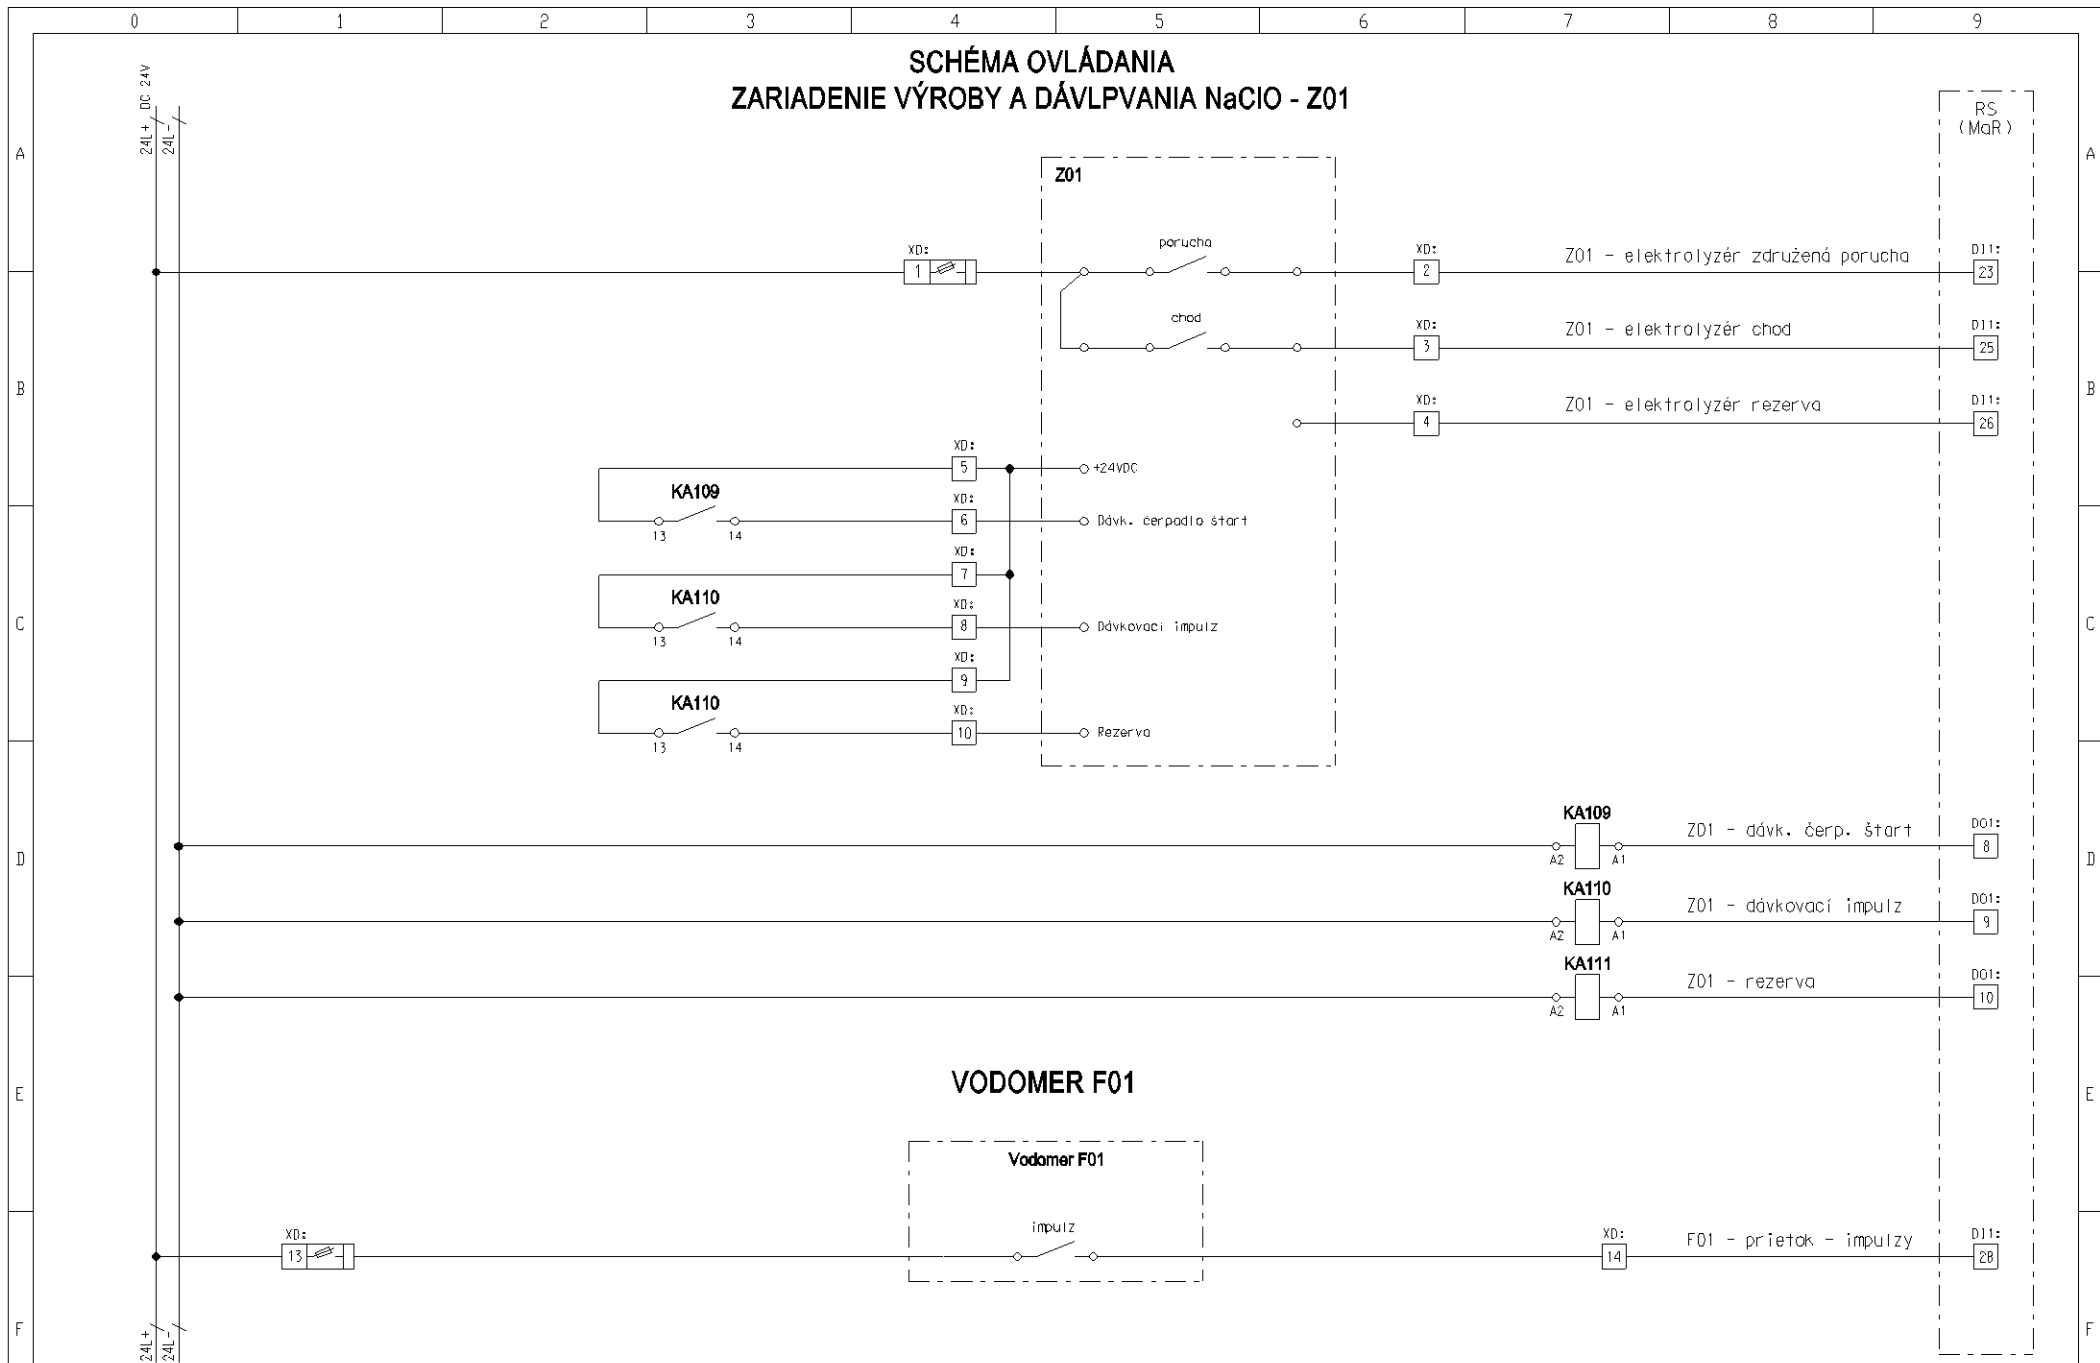 0 1 2 3 4 5 6 7 8 9
SCHÉMA OVLÁDANIA
ZARIADENIE VÝROBY A DÁVLPVANIA NaClO - Z01
DC 24V
24L+
24L-
RS
(MaR)
A A
Z01
porucha
XD: 1
XD: 2
Z01 - elektrolyzér združená porucha
DI1: 23
chod
XD: 3
Z01 - elektrolyzér chod
DI1: 25
B B
XD: 4
Z01 - elektrolyzér rezerva
DI1: 26
XD: 5
+24VDC
KA109
13 14
XD: 6
Dávk. čerpadlo štart
XD: 7
KA110
13 14
XD: 8
Dávkovací impulz
C C
XD: 9
KA110
13 14
XD: 10
Rezerva
KA109
A2 A1
Z01 - dávk. čerp. štart
DO1: 8
D D
KA110
A2 A1
Z01 - dávkovací impulz
DO1: 9
KA111
A2 A1
Z01 - rezerva
DO1: 10
VODOMER F01
E E
Vodomer F01
impulz
XD: 13
XD: 14
F01 - prietok - impulzy
DI1: 28
F F
24L+
24L-